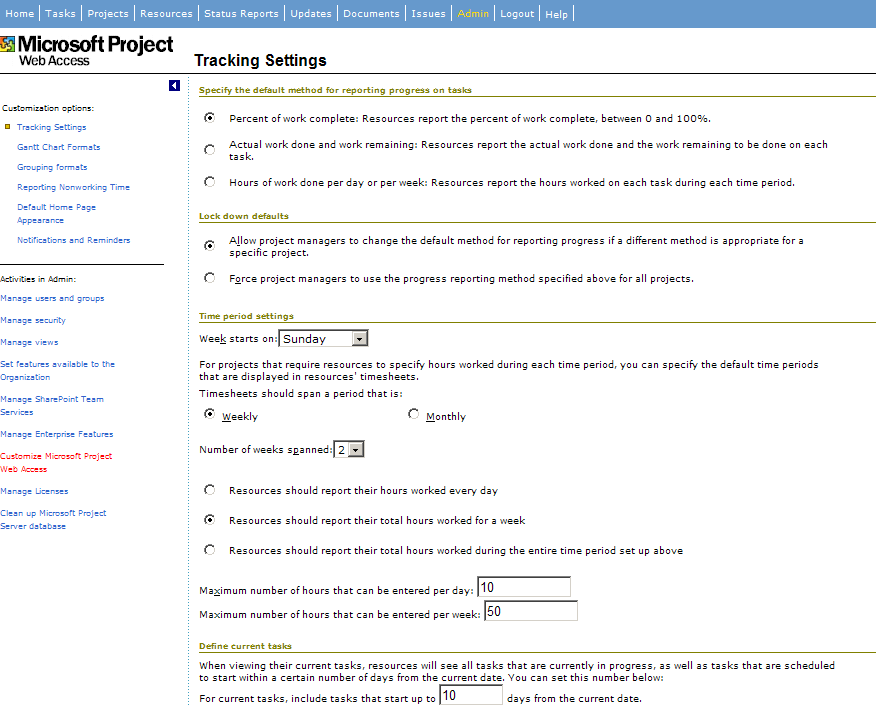 Home Tasks Projects Resources Status Reports Updates Documents Issues Admin Logout Help
Microsoft Project
Web Access
Tracking Settings
Customization options:
Tracking Settings
Gantt Chart Formats
Grouping formats
Reporting Nonworking Time
Default Home Page
Appearance
Notifications and Reminders
Activities in Admin:
Manage users and groups
Manage security
Manage views
Set features available to the
Organization
Manage SharePoint Team
Services
Manage Enterprise Features
Customize Microsoft Project
Web Access
Manage Licenses
Clean up Microsoft Project
Server database
Specify the default method for reporting progress on tasks
Percent of work complete: Resources report the percent of work complete, between 0 and 100%.
Actual work done and work remaining: Resources report the actual work done and the work remaining to be done on each
task.
Hours of work done per day or per week: Resources report the hours worked on each task during each time period.
Lock down defaults
Allow project managers to change the default method for reporting progress if a different method is appropriate for a
specific project.
Force project managers to use the progress reporting method specified above for all projects.
Time period settings
Week starts on: Sunday
For projects that require resources to specify hours worked during each time period, you can specify the default time periods
that are displayed in resources' timesheets.
Timesheets should span a period that is:
Weekly Monthly
Number of weeks spanned: 2
Resources should report their hours worked every day
Resources should report their total hours worked for a week
Resources should report their total hours worked during the entire time period set up above
Maximum number of hours that can be entered per day: 10
Maximum number of hours that can be entered per week: 50
Define current tasks
When viewing their current tasks, resources will see all tasks that are currently in progress, as well as tasks that are scheduled
to start within a certain number of days from the current date. You can set this number below:
For current tasks, include tasks that start up to 10 days from the current date.